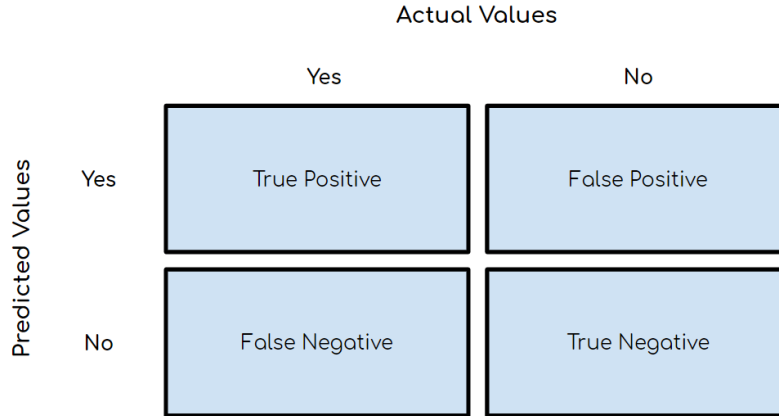 Actual Values
Yes
No
Predicted Values
Yes
True Positive
False Positive
No
False Negative
True Negative